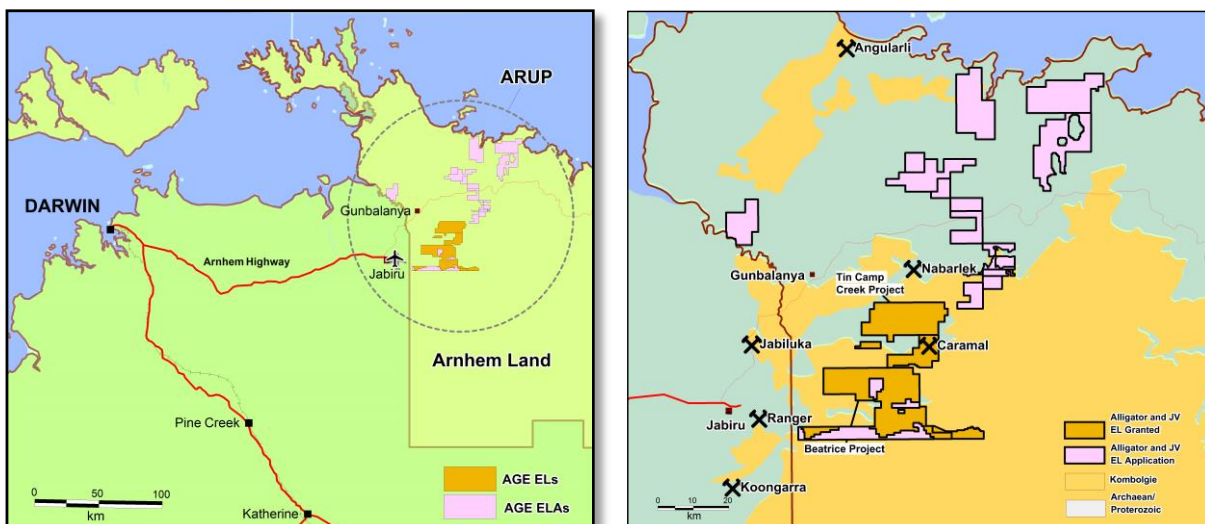 ARUP
DARWIN
Gunbalanya
Arnhem Highway
Jabiru
Arnhem Land
Pine Creek
AGE ELs
AGE ELAs
0 50 100
km
Katherine
Angularli
Gunbalanya
Nabarlek
Tin Camp
Creek Project
Jabiluka
Caramal
Jabiru
Ranger
Beatrice Project
Koongarra
Alligator and JV
EL Granted
Alligator and JV
EL Application
Kombolgie
Archaean/
Proterozoic
0 10 20
km